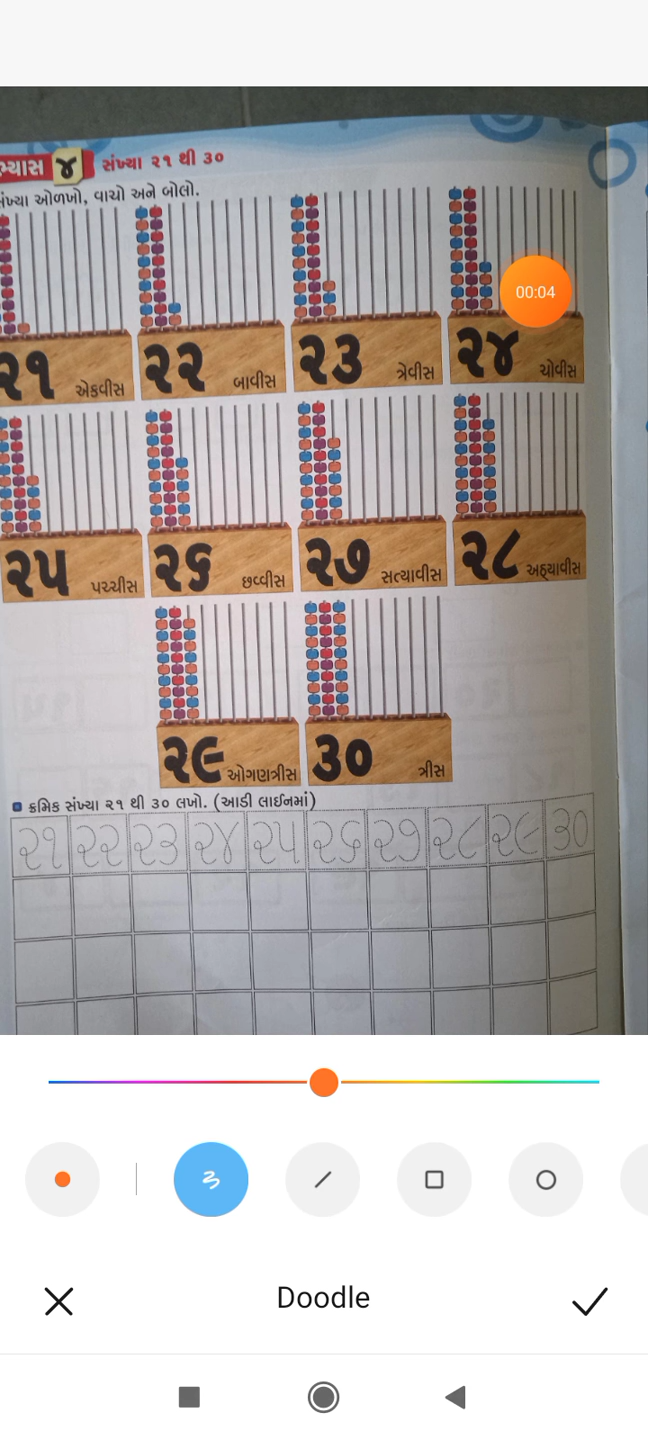 ૪ સંખ્યા ૨૧ થી ૩૦
ઓળખો, વાચો અને બોલો.
00:04
૨૧ એકવીસ ૨૨ બાવીસ ૨૩ ત્રેવીસ ૨૪ ચોવીસ
૨૫ પચ્ચીસ ૨૬ છવ્વીસ ૨૭ સત્યાવીસ ૨૮ અઠ્યાવીસ
૨૯ ઓગણત્રીસ ૩૦ ત્રીસ
ક્રમિક સંખ્યા ૨૧ થી ૩૦ લખો. (આડી લાઈનમાં)
૨૧ ૨૨ ૨૩ ૨૪ ૨૫ ૨૬ ૨૭ ૨૮ ૨૯ ૩૦
Doodle